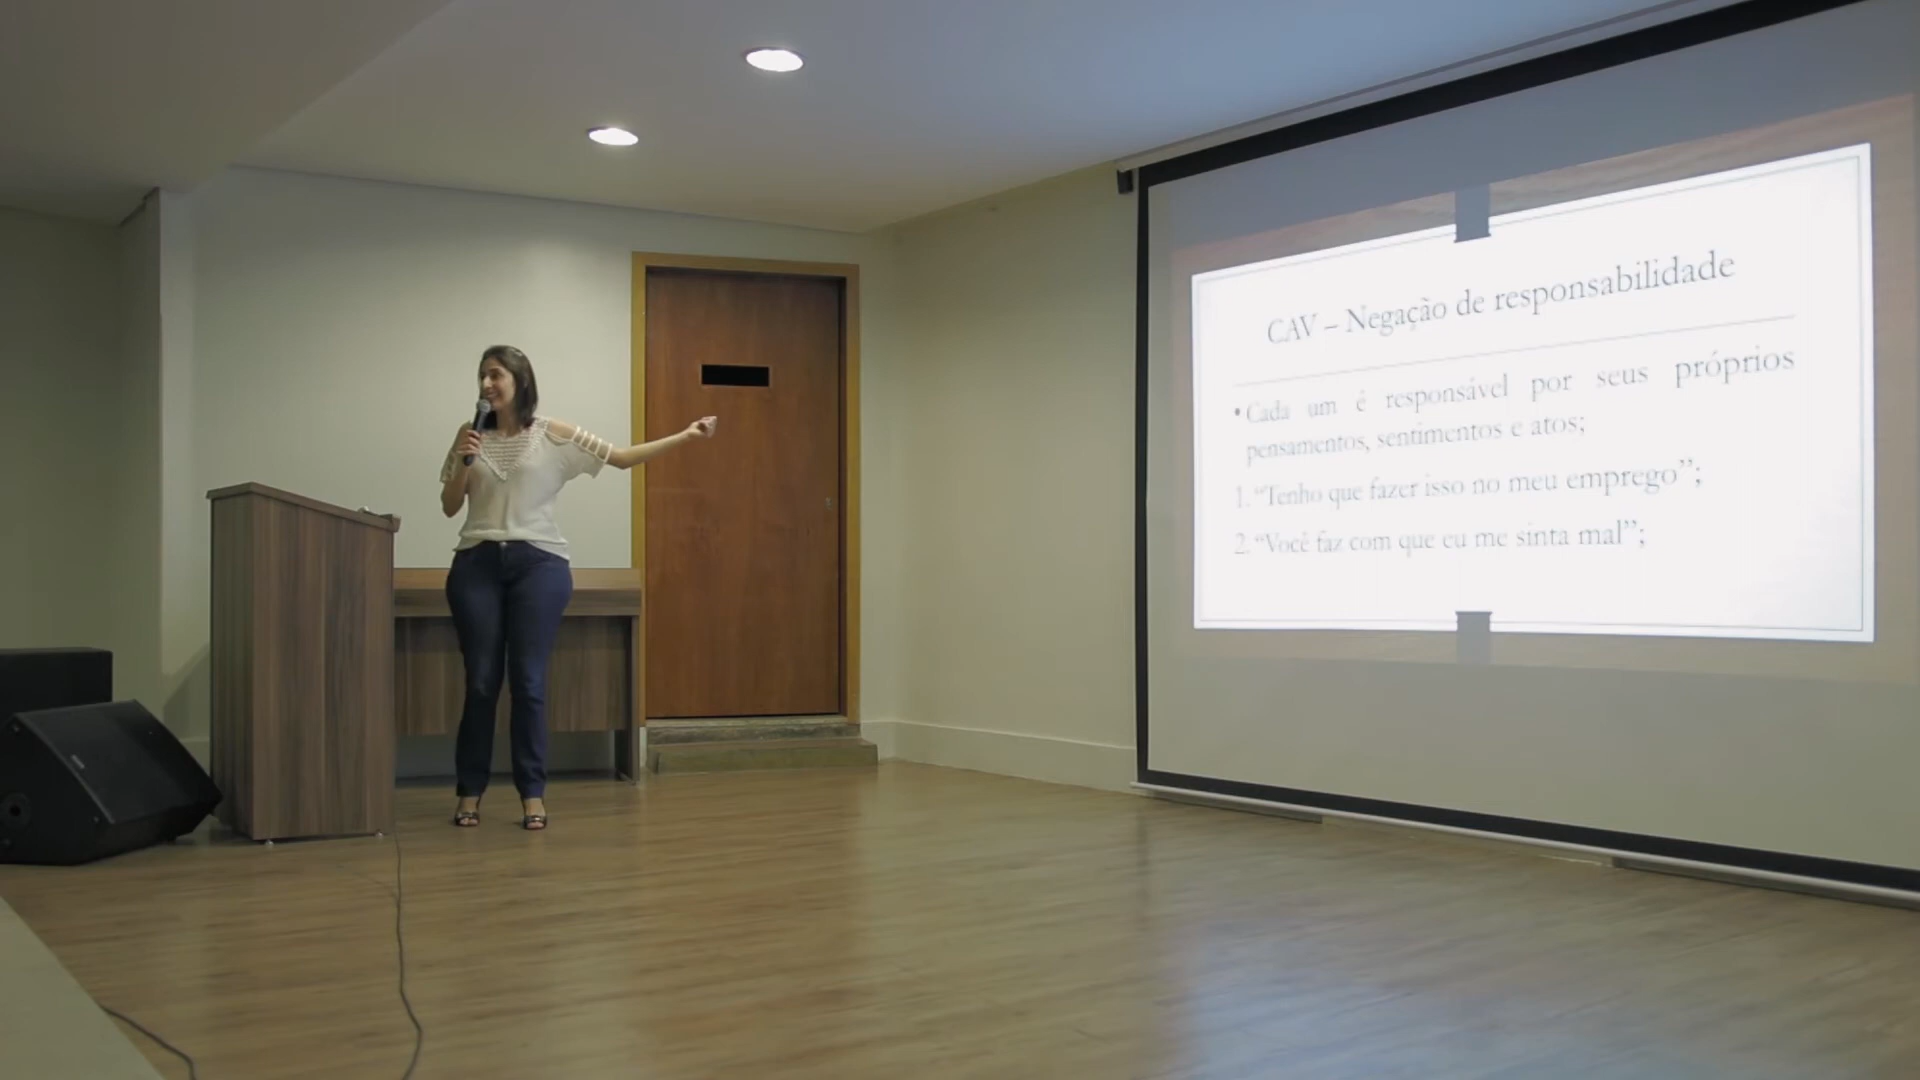 CAV – Negação de responsabilidade
• Cada um é responsável por seus próprios
pensamentos, sentimentos e atos;
1. “Tenho que fazer isso no meu emprego”;
2. “Você faz com que eu me sinta mal”;